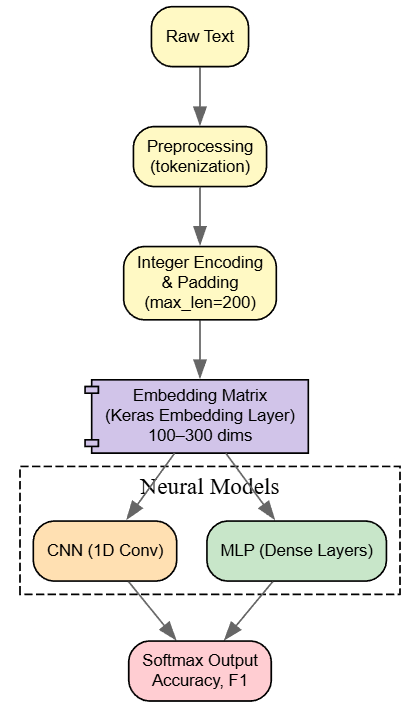 Raw Text
Preprocessing
(tokenization)
Integer Encoding
& Padding
(max_len=200)
Embedding Matrix
(Keras Embedding Layer)
100–300 dims
Neural Models
CNN (1D Conv)
MLP (Dense Layers)
Softmax Output
Accuracy, F1